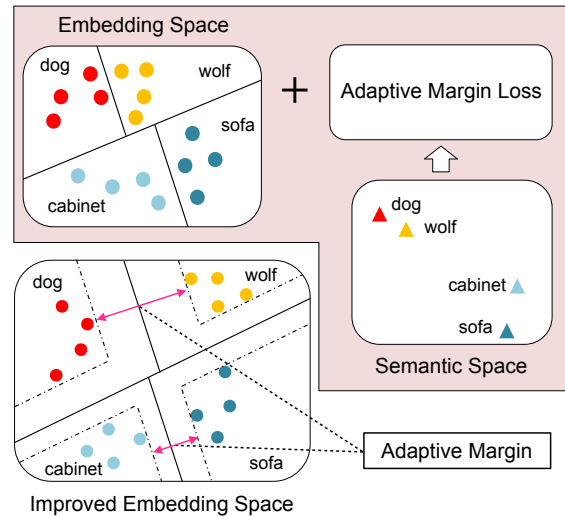 Embedding Space
dog
wolf
sofa
cabinet
+
Adaptive Margin Loss
dog
wolf
cabinet
sofa
Semantic Space
dog
wolf
cabinet
sofa
Adaptive Margin
Improved Embedding Space